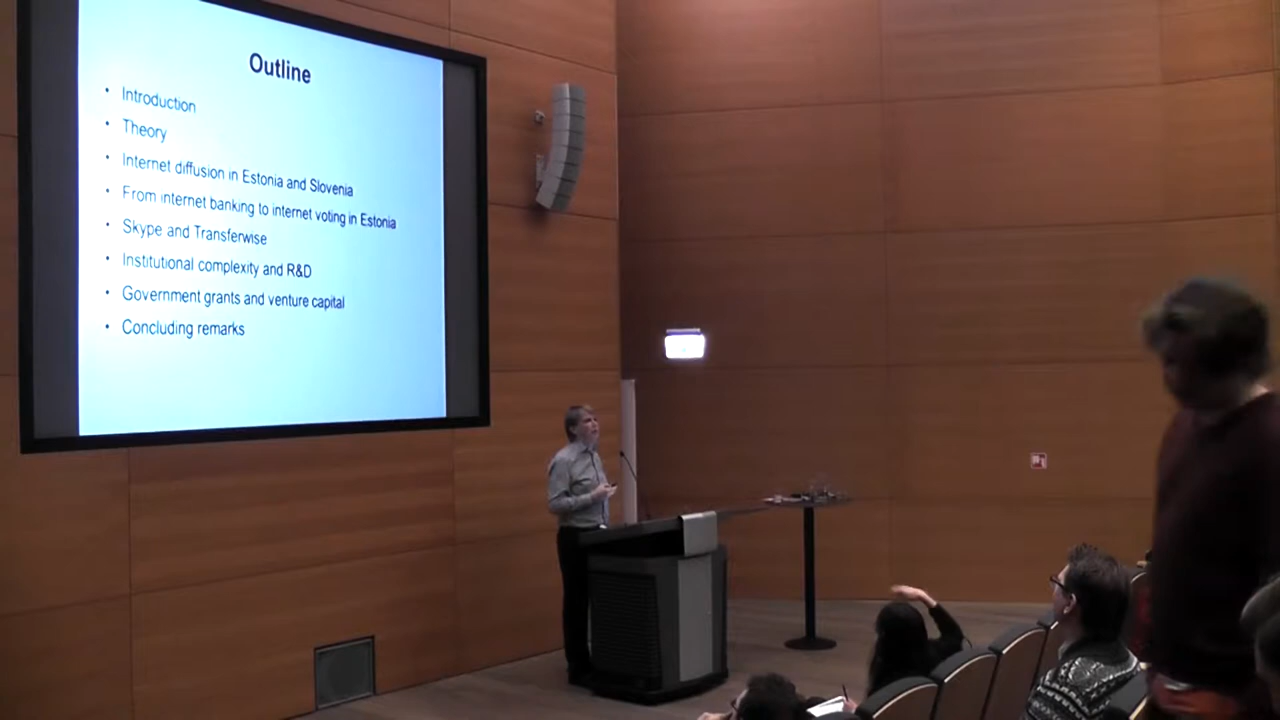 Outline
• Introduction
• Theory
• Internet diffusion in Estonia and Slovenia
• From internet banking to internet voting in Estonia
• Skype and Transferwise
• Institutional complexity and R&D
• Government grants and venture capital
• Concluding remarks